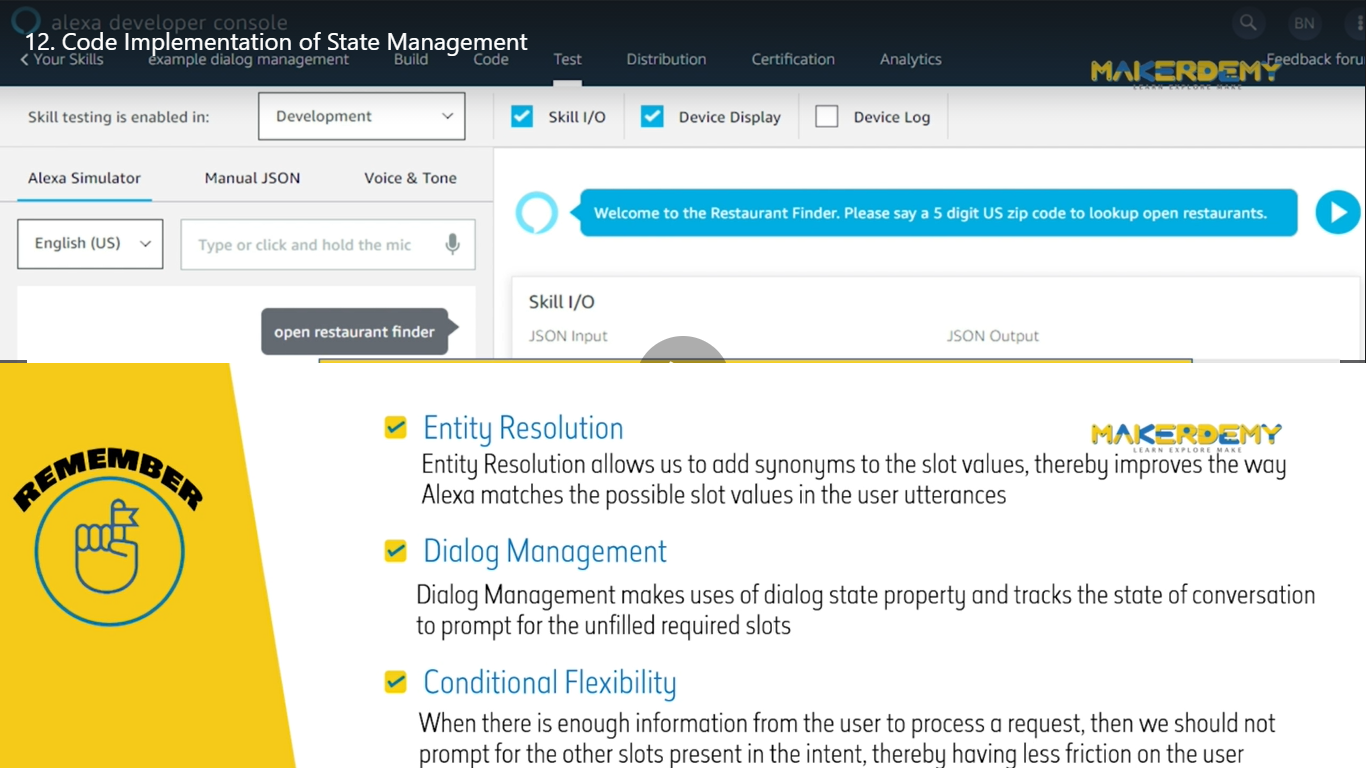 alexa developer console
BN
12. Code Implementation of State Management
Your Skills example dialog management Build Code Test Distribution Certification Analytics Feedback foru
MAKERDEMY
LEARN EXPLORE MAKE
Skill testing is enabled in: Development Skill I/O Device Display Device Log
Alexa Simulator Manual JSON Voice & Tone
Welcome to the Restaurant Finder. Please say a 5 digit US zip code to lookup open restaurants.
English (US) Type or click and hold the mic
Skill I/O
open restaurant finder
JSON Input JSON Output
REMEMBER
Entity Resolution
MAKERDEMY
LEARN EXPLORE MAKE
Entity Resolution allows us to add synonyms to the slot values, thereby improves the way
Alexa matches the possible slot values in the user utterances
Dialog Management
Dialog Management makes uses of dialog state property and tracks the state of conversation
to prompt for the unfilled required slots
Conditional Flexibility
When there is enough information from the user to process a request, then we should not
prompt for the other slots present in the intent, thereby having less friction on the user